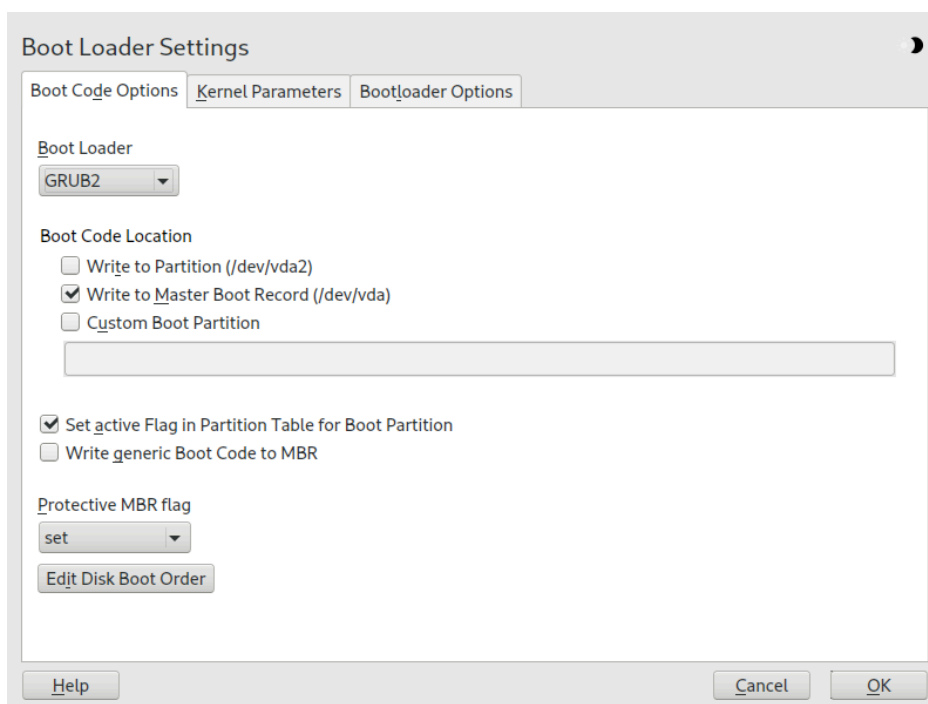 Boot Loader Settings
Boot Code Options Kernel Parameters Bootloader Options
Boot Loader
GRUB2
Boot Code Location
Write to Partition (/dev/vda2)
Write to Master Boot Record (/dev/vda)
Custom Boot Partition
Set active Flag in Partition Table for Boot Partition
Write generic Boot Code to MBR
Protective MBR flag
set
Edit Disk Boot Order
Help Cancel OK